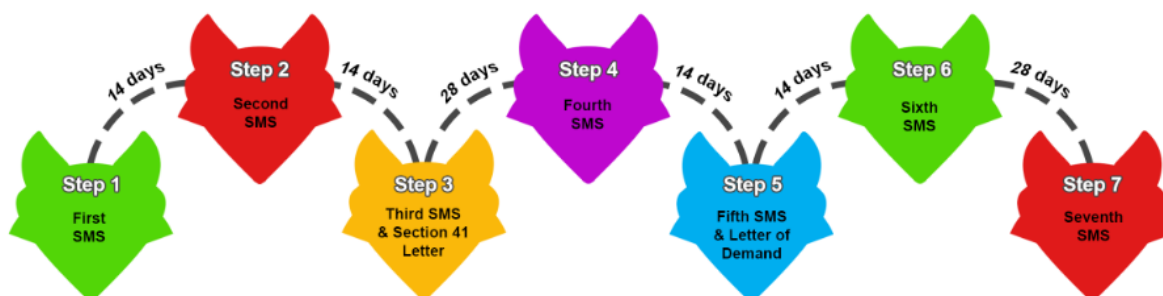 Step 1
First
SMS
14 days
Step 2
Second
SMS
14 days
Step 3
Third SMS
& Section 41
Letter
28 days
Step 4
Fourth
SMS
14 days
Step 5
Fifth SMS
& Letter of
Demand
14 days
Step 6
Sixth
SMS
28 days
Step 7
Seventh
SMS